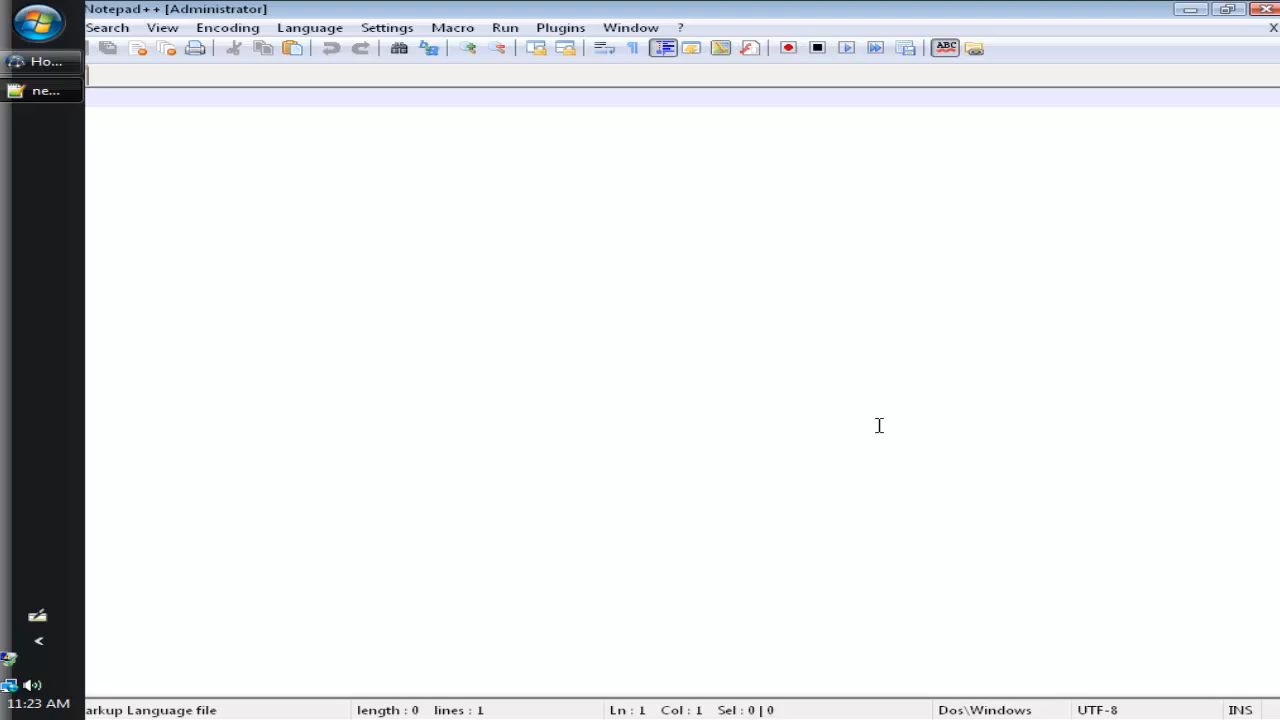 Notepad++ [Administrator]
Search View Encoding Language Settings Macro Run Plugins Window ? X
ABC
Ho...
ne...
11:23 AM
arkup Language file length : 0 lines : 1 Ln : 1 Col : 1 Sel : 0 | 0 Dos\Windows UTF-8 INS